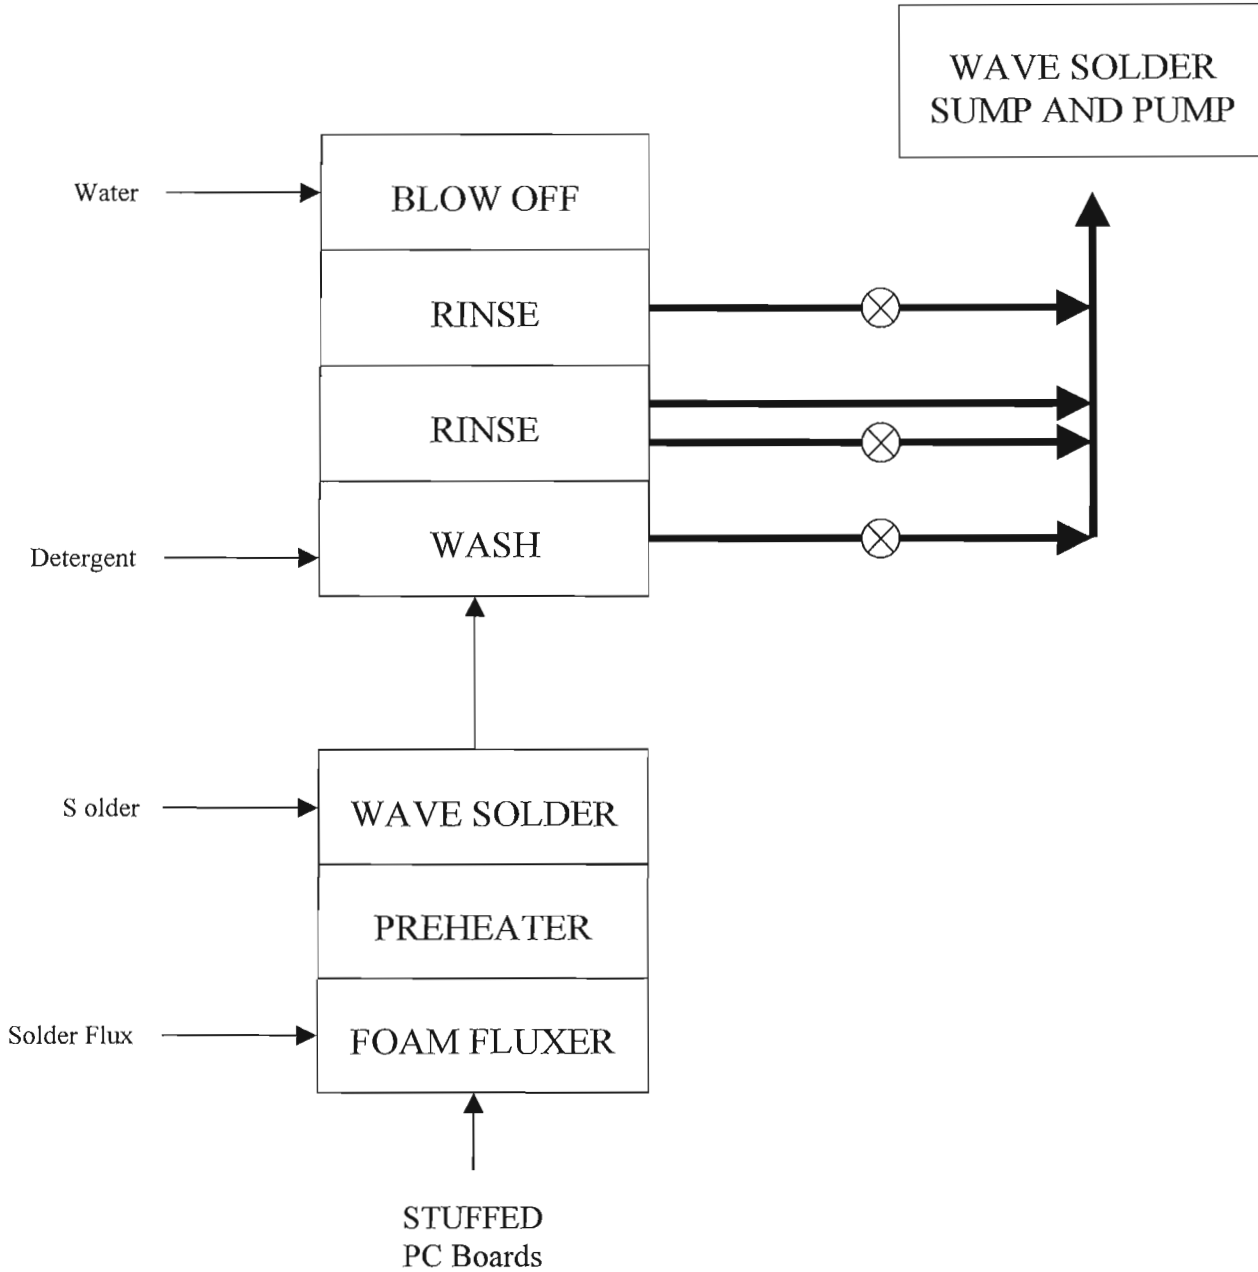 WAVE SOLDER
SUMP AND PUMP
Water
BLOW OFF
RINSE
RINSE
Detergent
WASH
S older
WAVE SOLDER
PREHEATER
Solder Flux
FOAM FLUXER
STUFFED
PC Boards